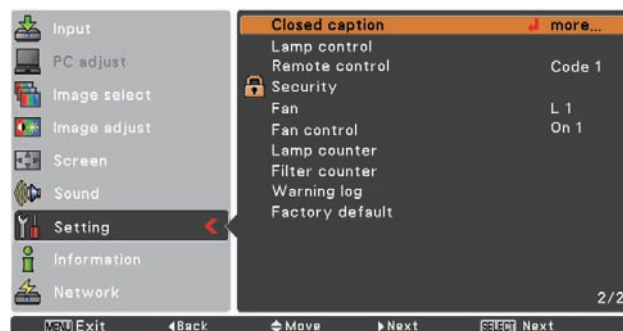 Input
PC adjust
Image select
Image adjust
Screen
Sound
Setting
Information
Network
Closed caption more...
Lamp control
Remote control Code 1
Security
Fan L 1
Fan control On 1
Lamp counter
Filter counter
Warning log
Factory default
2/2
MENU Exit Back Move Next SELECT Next